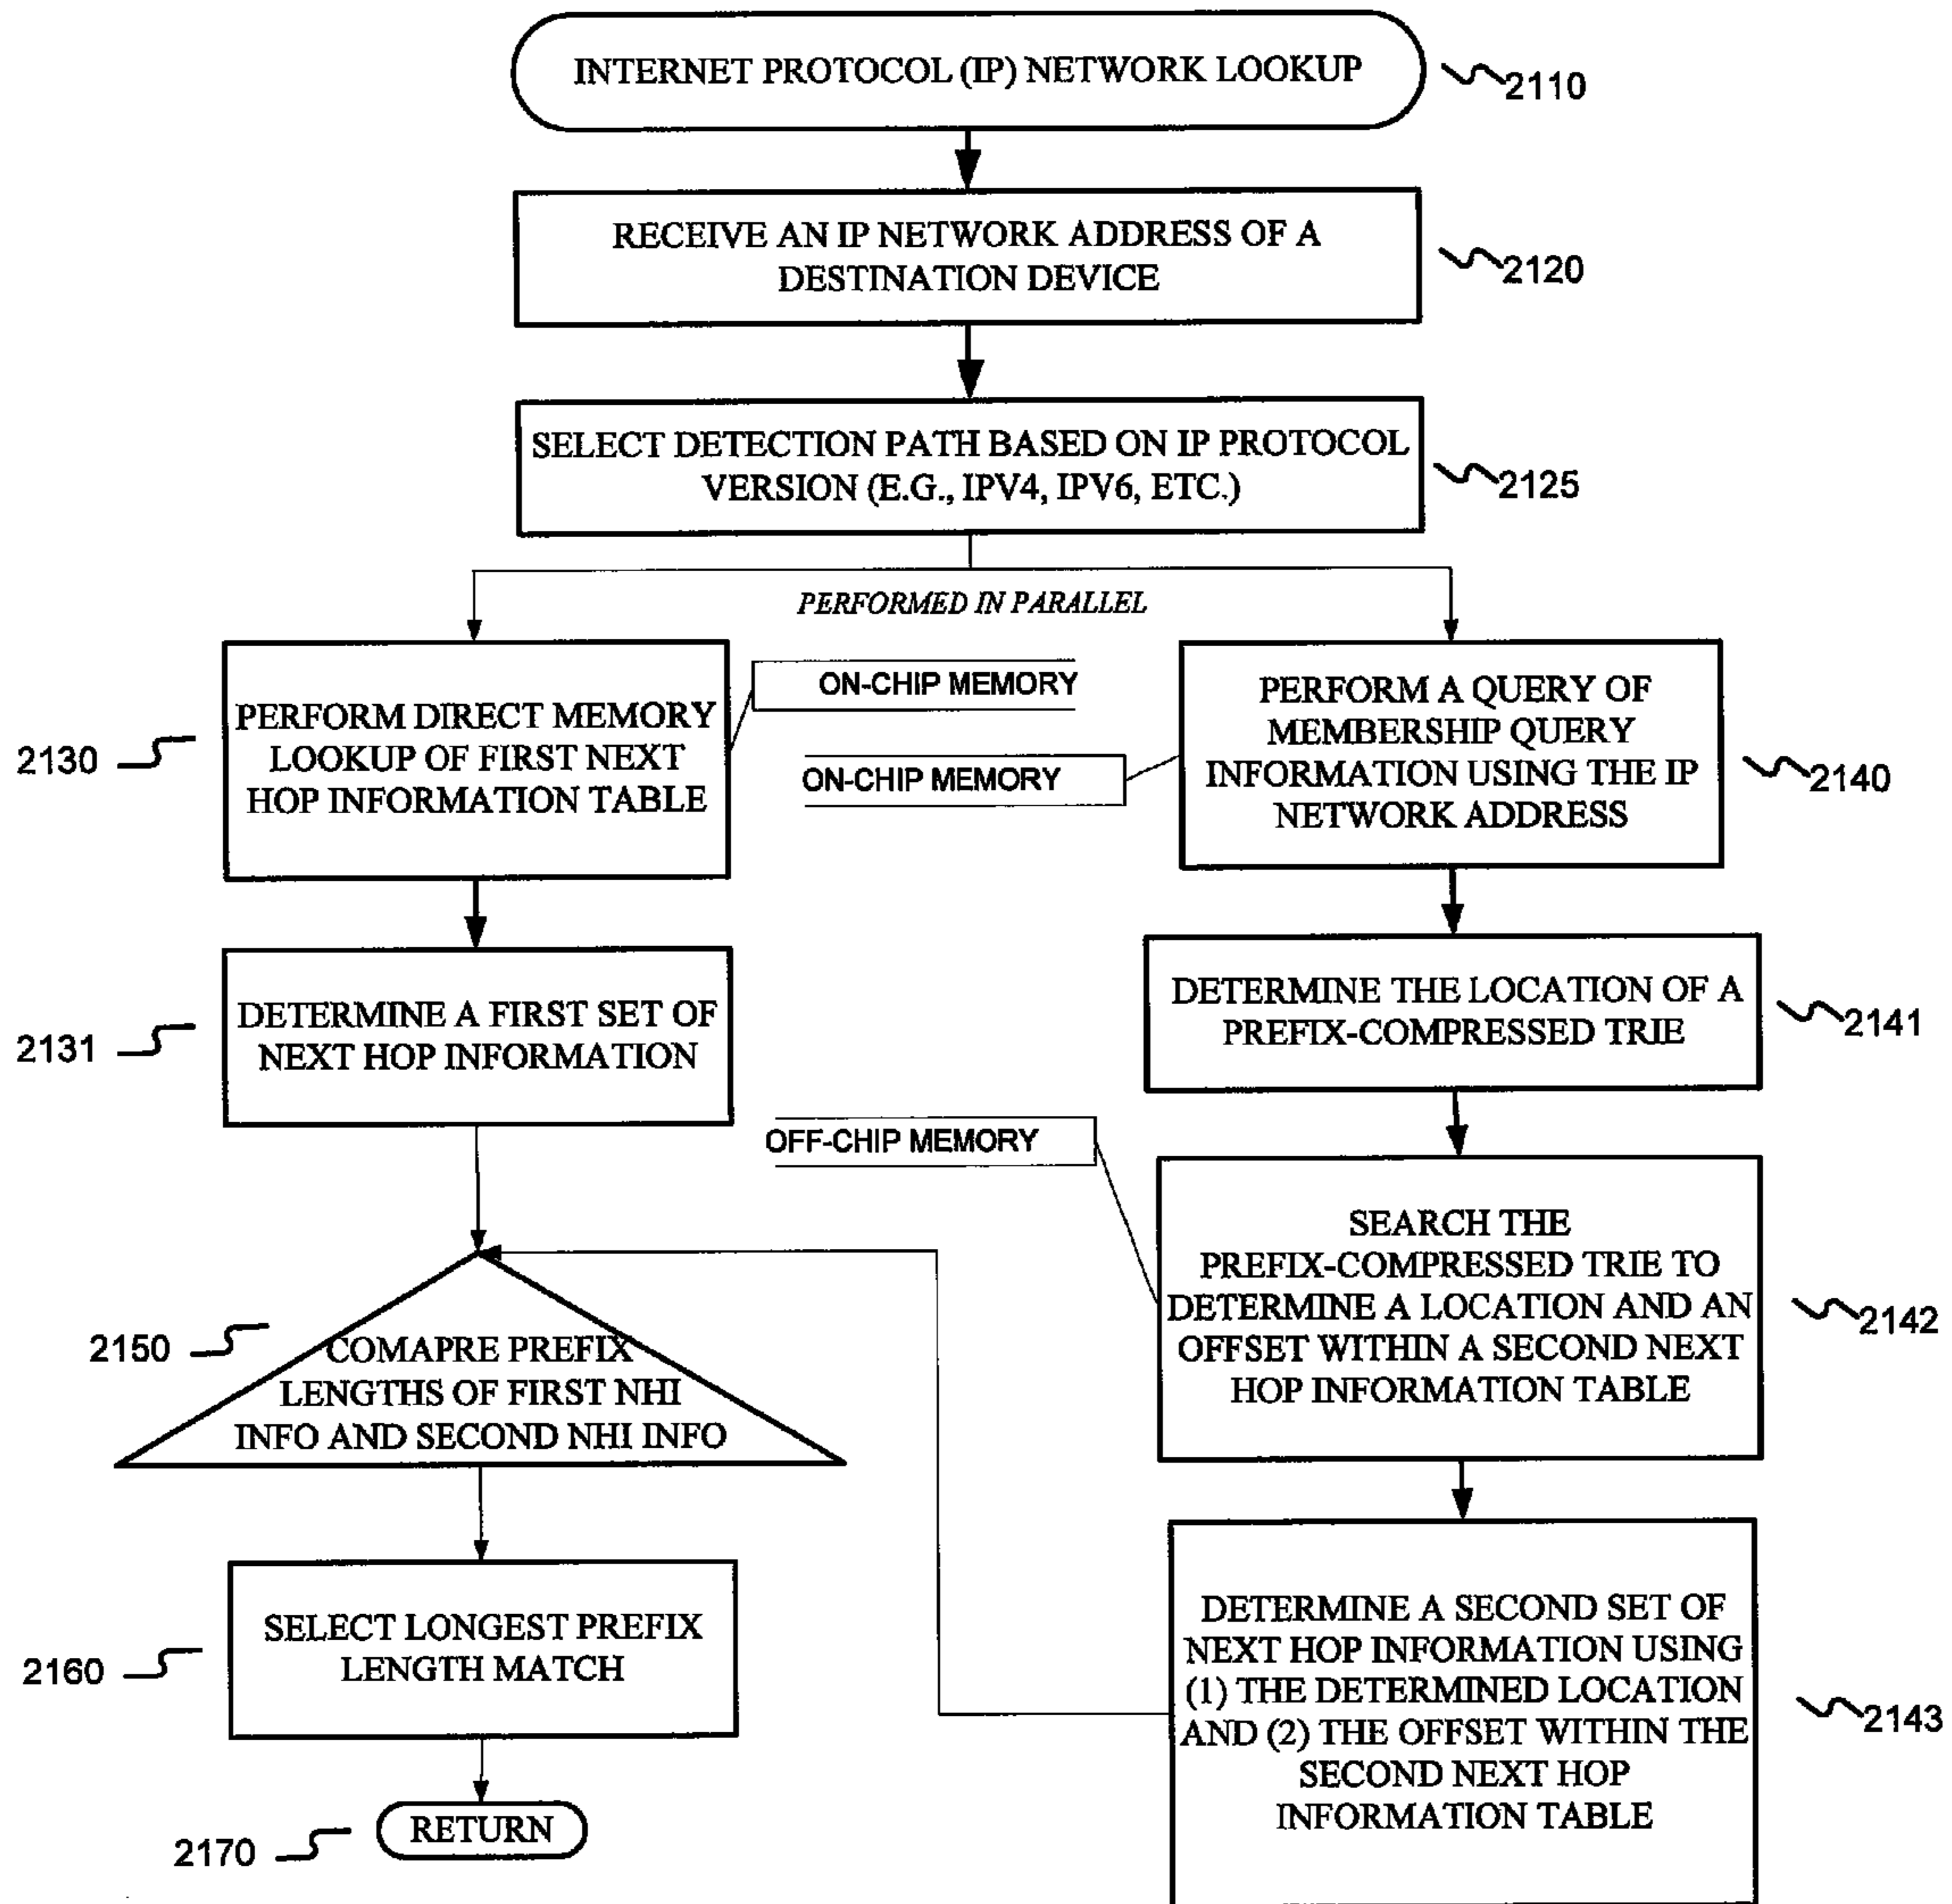 INTERNET PROTOCOL (IP) NETWORK LOOKUP
2110
RECEIVE AN IP NETWORK ADDRESS OF A
DESTINATION DEVICE
2120
SELECT DETECTION PATH BASED ON IP PROTOCOL
VERSION (E.G., IPV4, IPV6, ETC.)
2125
PERFORMED IN PARALLEL
2130
PERFORM DIRECT MEMORY
LOOKUP OF FIRST NEXT
HOP INFORMATION TABLE
ON-CHIP MEMORY
ON-CHIP MEMORY
PERFORM A QUERY OF
MEMBERSHIP QUERY
INFORMATION USING THE IP
NETWORK ADDRESS
2140
2131
DETERMINE A FIRST SET OF
NEXT HOP INFORMATION
DETERMINE THE LOCATION OF A
PREFIX-COMPRESSED TRIE
2141
OFF-CHIP MEMORY
SEARCH THE
PREFIX-COMPRESSED TRIE TO
DETERMINE A LOCATION AND AN
OFFSET WITHIN A SECOND NEXT
HOP INFORMATION TABLE
2142
2150
COMAPRE PREFIX
LENGTHS OF FIRST NHI
INFO AND SECOND NHI INFO
2160
SELECT LONGEST PREFIX
LENGTH MATCH
DETERMINE A SECOND SET OF
NEXT HOP INFORMATION USING
(1) THE DETERMINED LOCATION
AND (2) THE OFFSET WITHIN THE
SECOND NEXT HOP
INFORMATION TABLE
2143
2170
RETURN